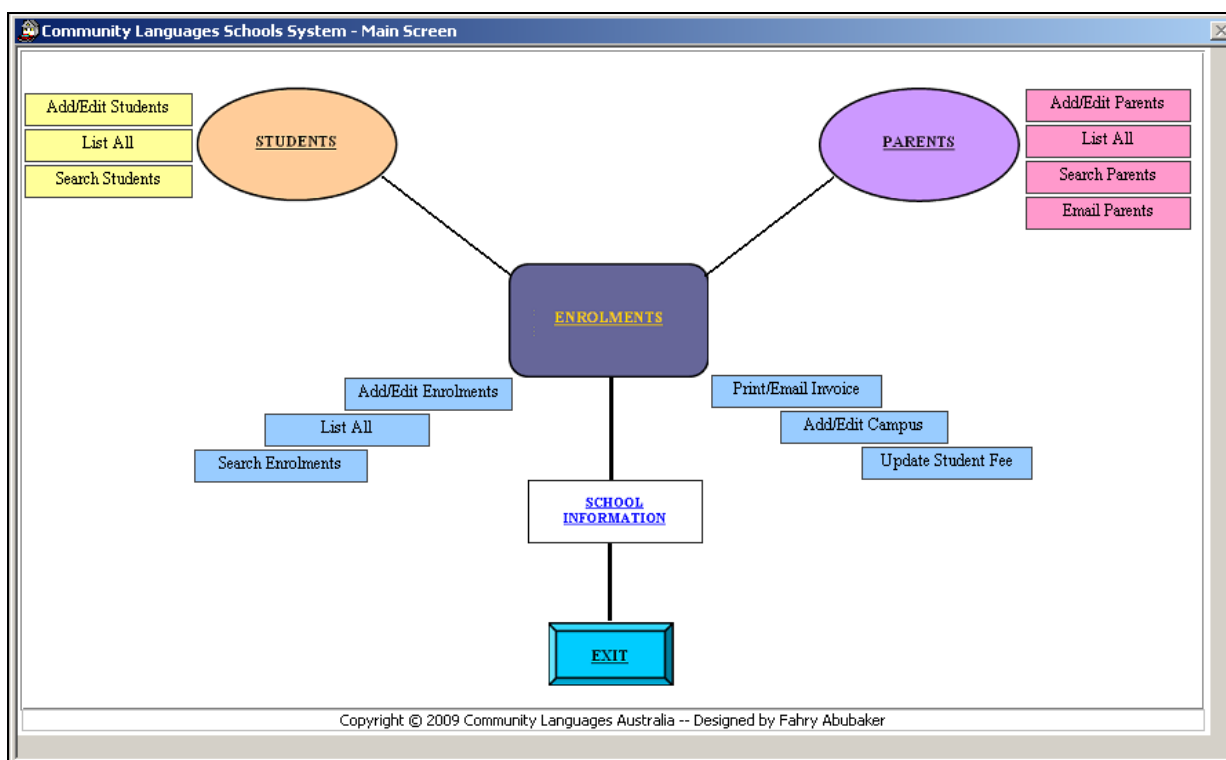 Community Languages Schools System - Main Screen
Add/Edit Students
List All
Search Students
STUDENTS
PARENTS
Add/Edit Parents
List All
Search Parents
Email Parents
ENROLMENTS
Add/Edit Enrolments
List All
Search Enrolments
Print/Email Invoice
Add/Edit Campus
Update Student Fee
SCHOOL
INFORMATION
EXIT
Copyright © 2009 Community Languages Australia -- Designed by Fahry Abubaker